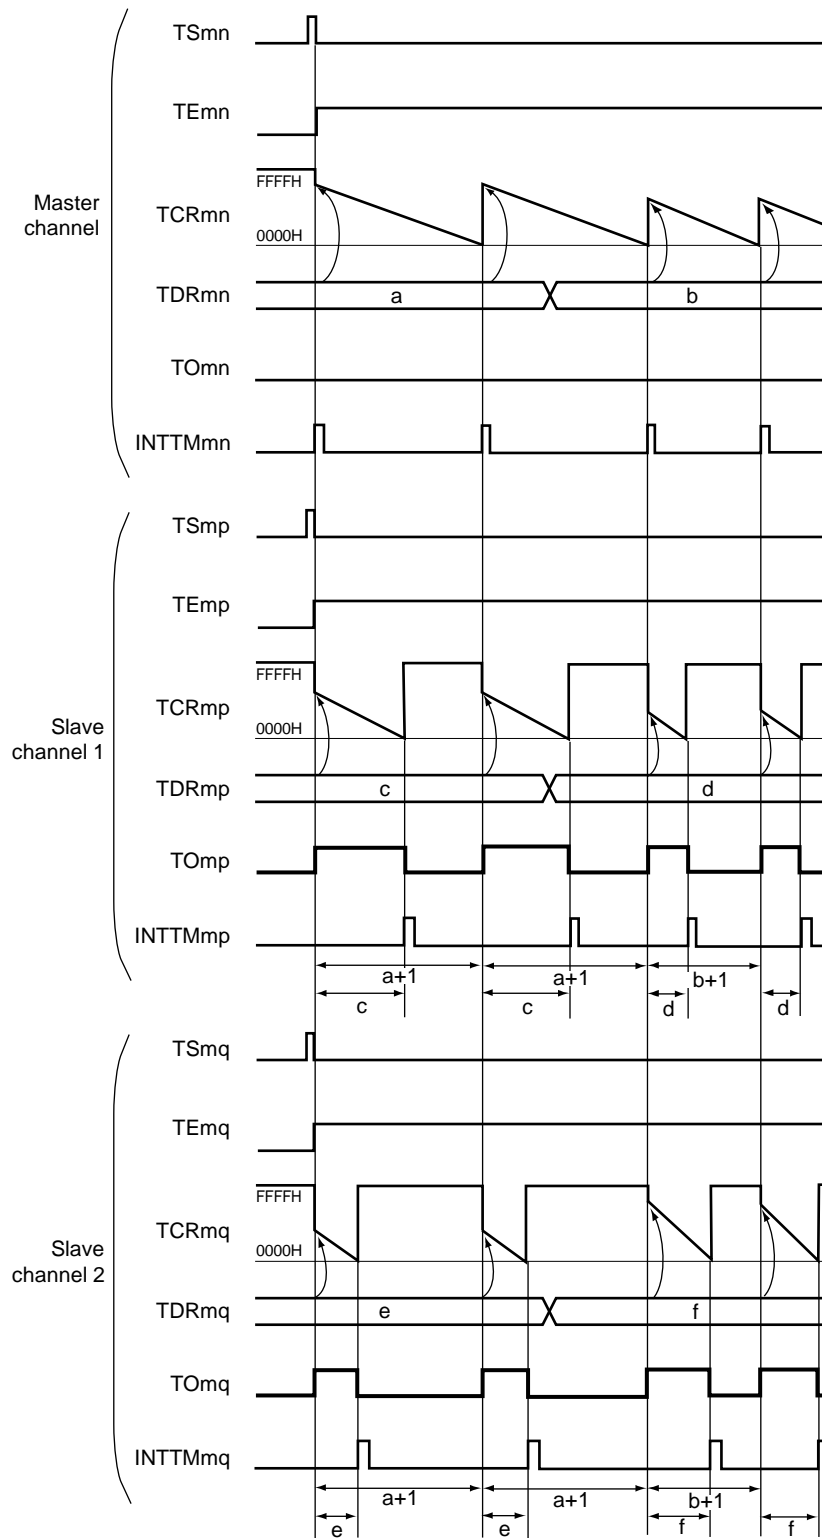 TSmn
TEmn
FFFFH
Master
channel
TCRmn
0000H
TDRmn
a
b
TOmn
INTTMmn
TSmp
TEmp
FFFFH
TCRmp
Slave
channel 1
0000H
TDRmp
c
d
TOmp
INTTMmp
a+1
a+1
b+1
c
c
d
d
TSmq
TEmq
FFFFH
TCRmq
Slave
channel 2
0000H
TDRmq
e
f
TOmq
INTTMmq
a+1
a+1
b+1
e
e
f
f